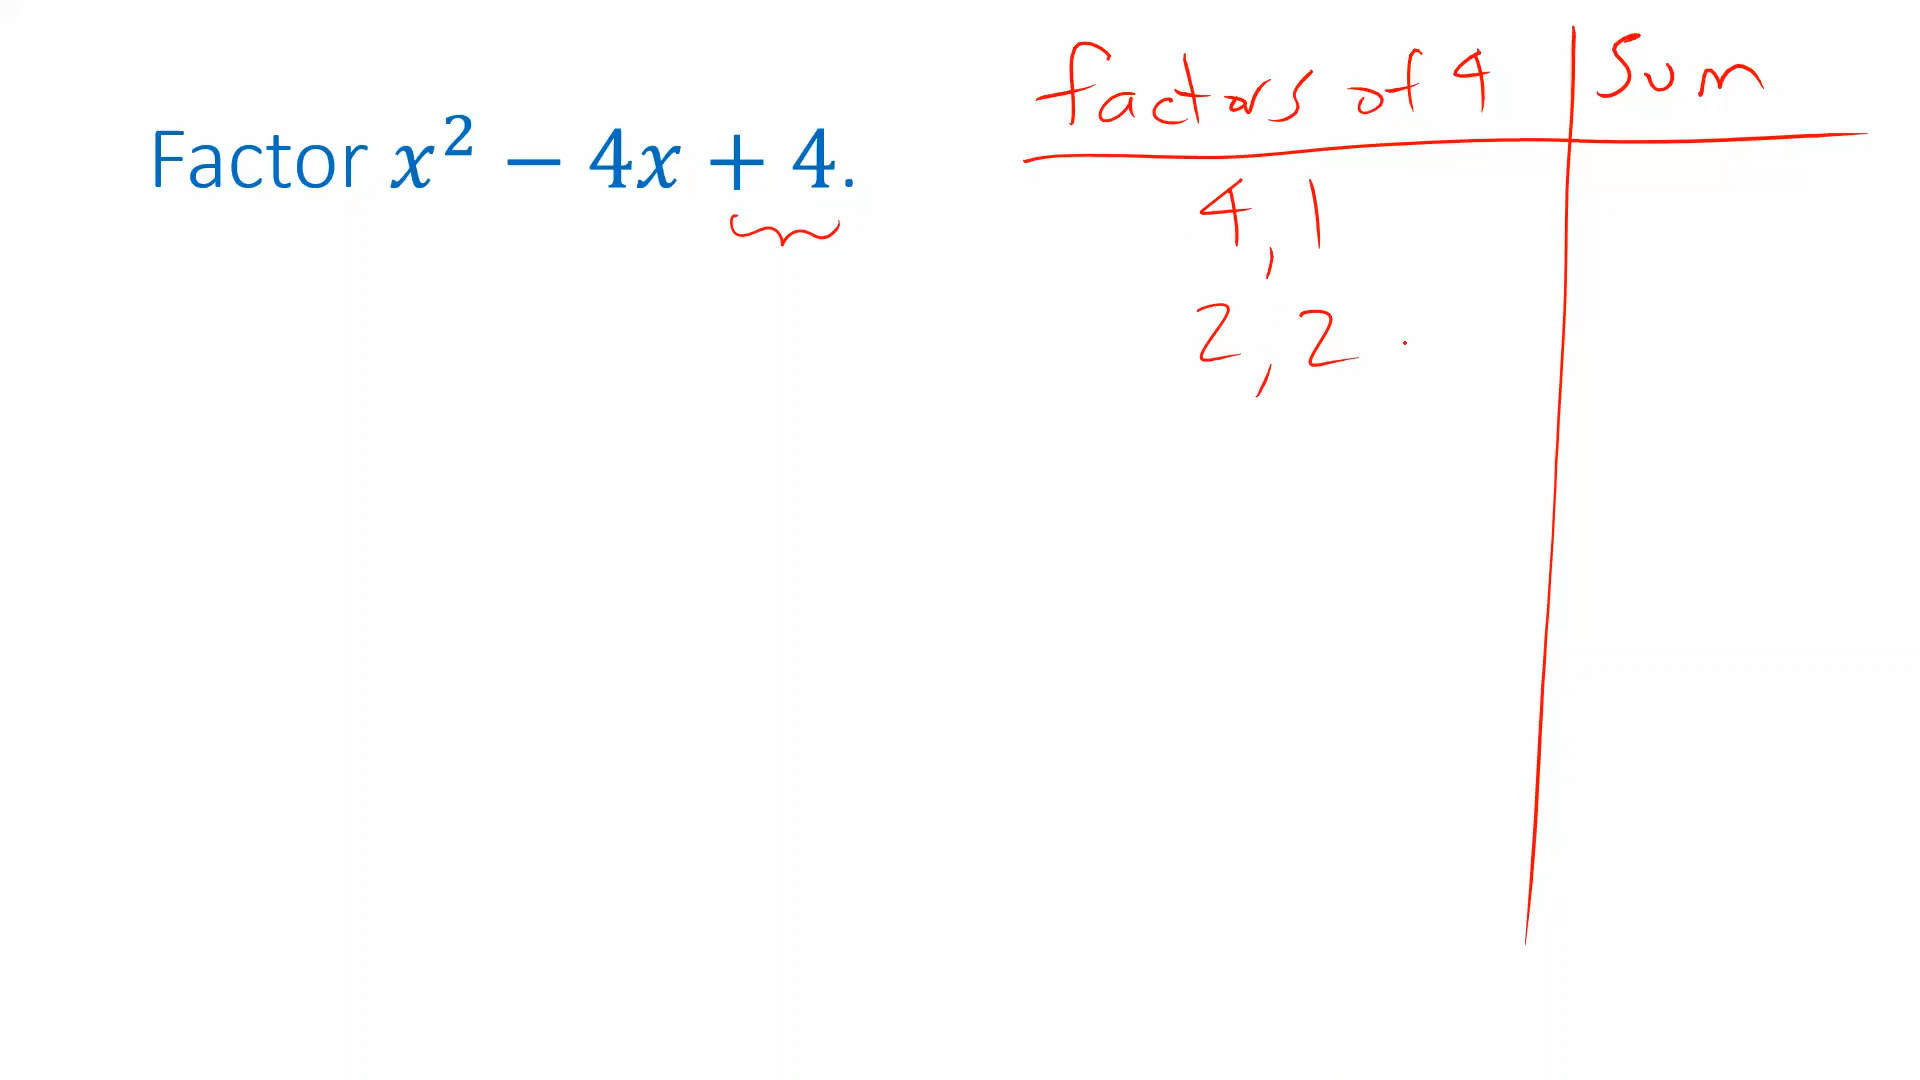 Factor x² − 4x + 4.
factors of 4 | Sum
4, 1
2, 2